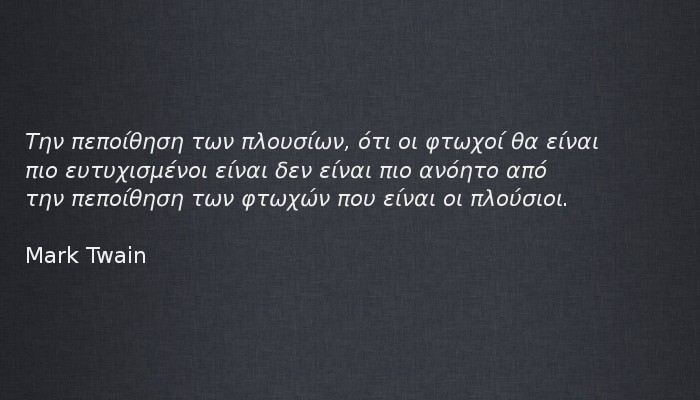 Την πεποίθηση των πλουσίων, ότι οι φτωχοί θα είναι
πιο ευτυχισμένοι είναι δεν είναι πιο ανόητο από
την πεποίθηση των φτωχών που είναι οι πλούσιοι.
Mark Twain